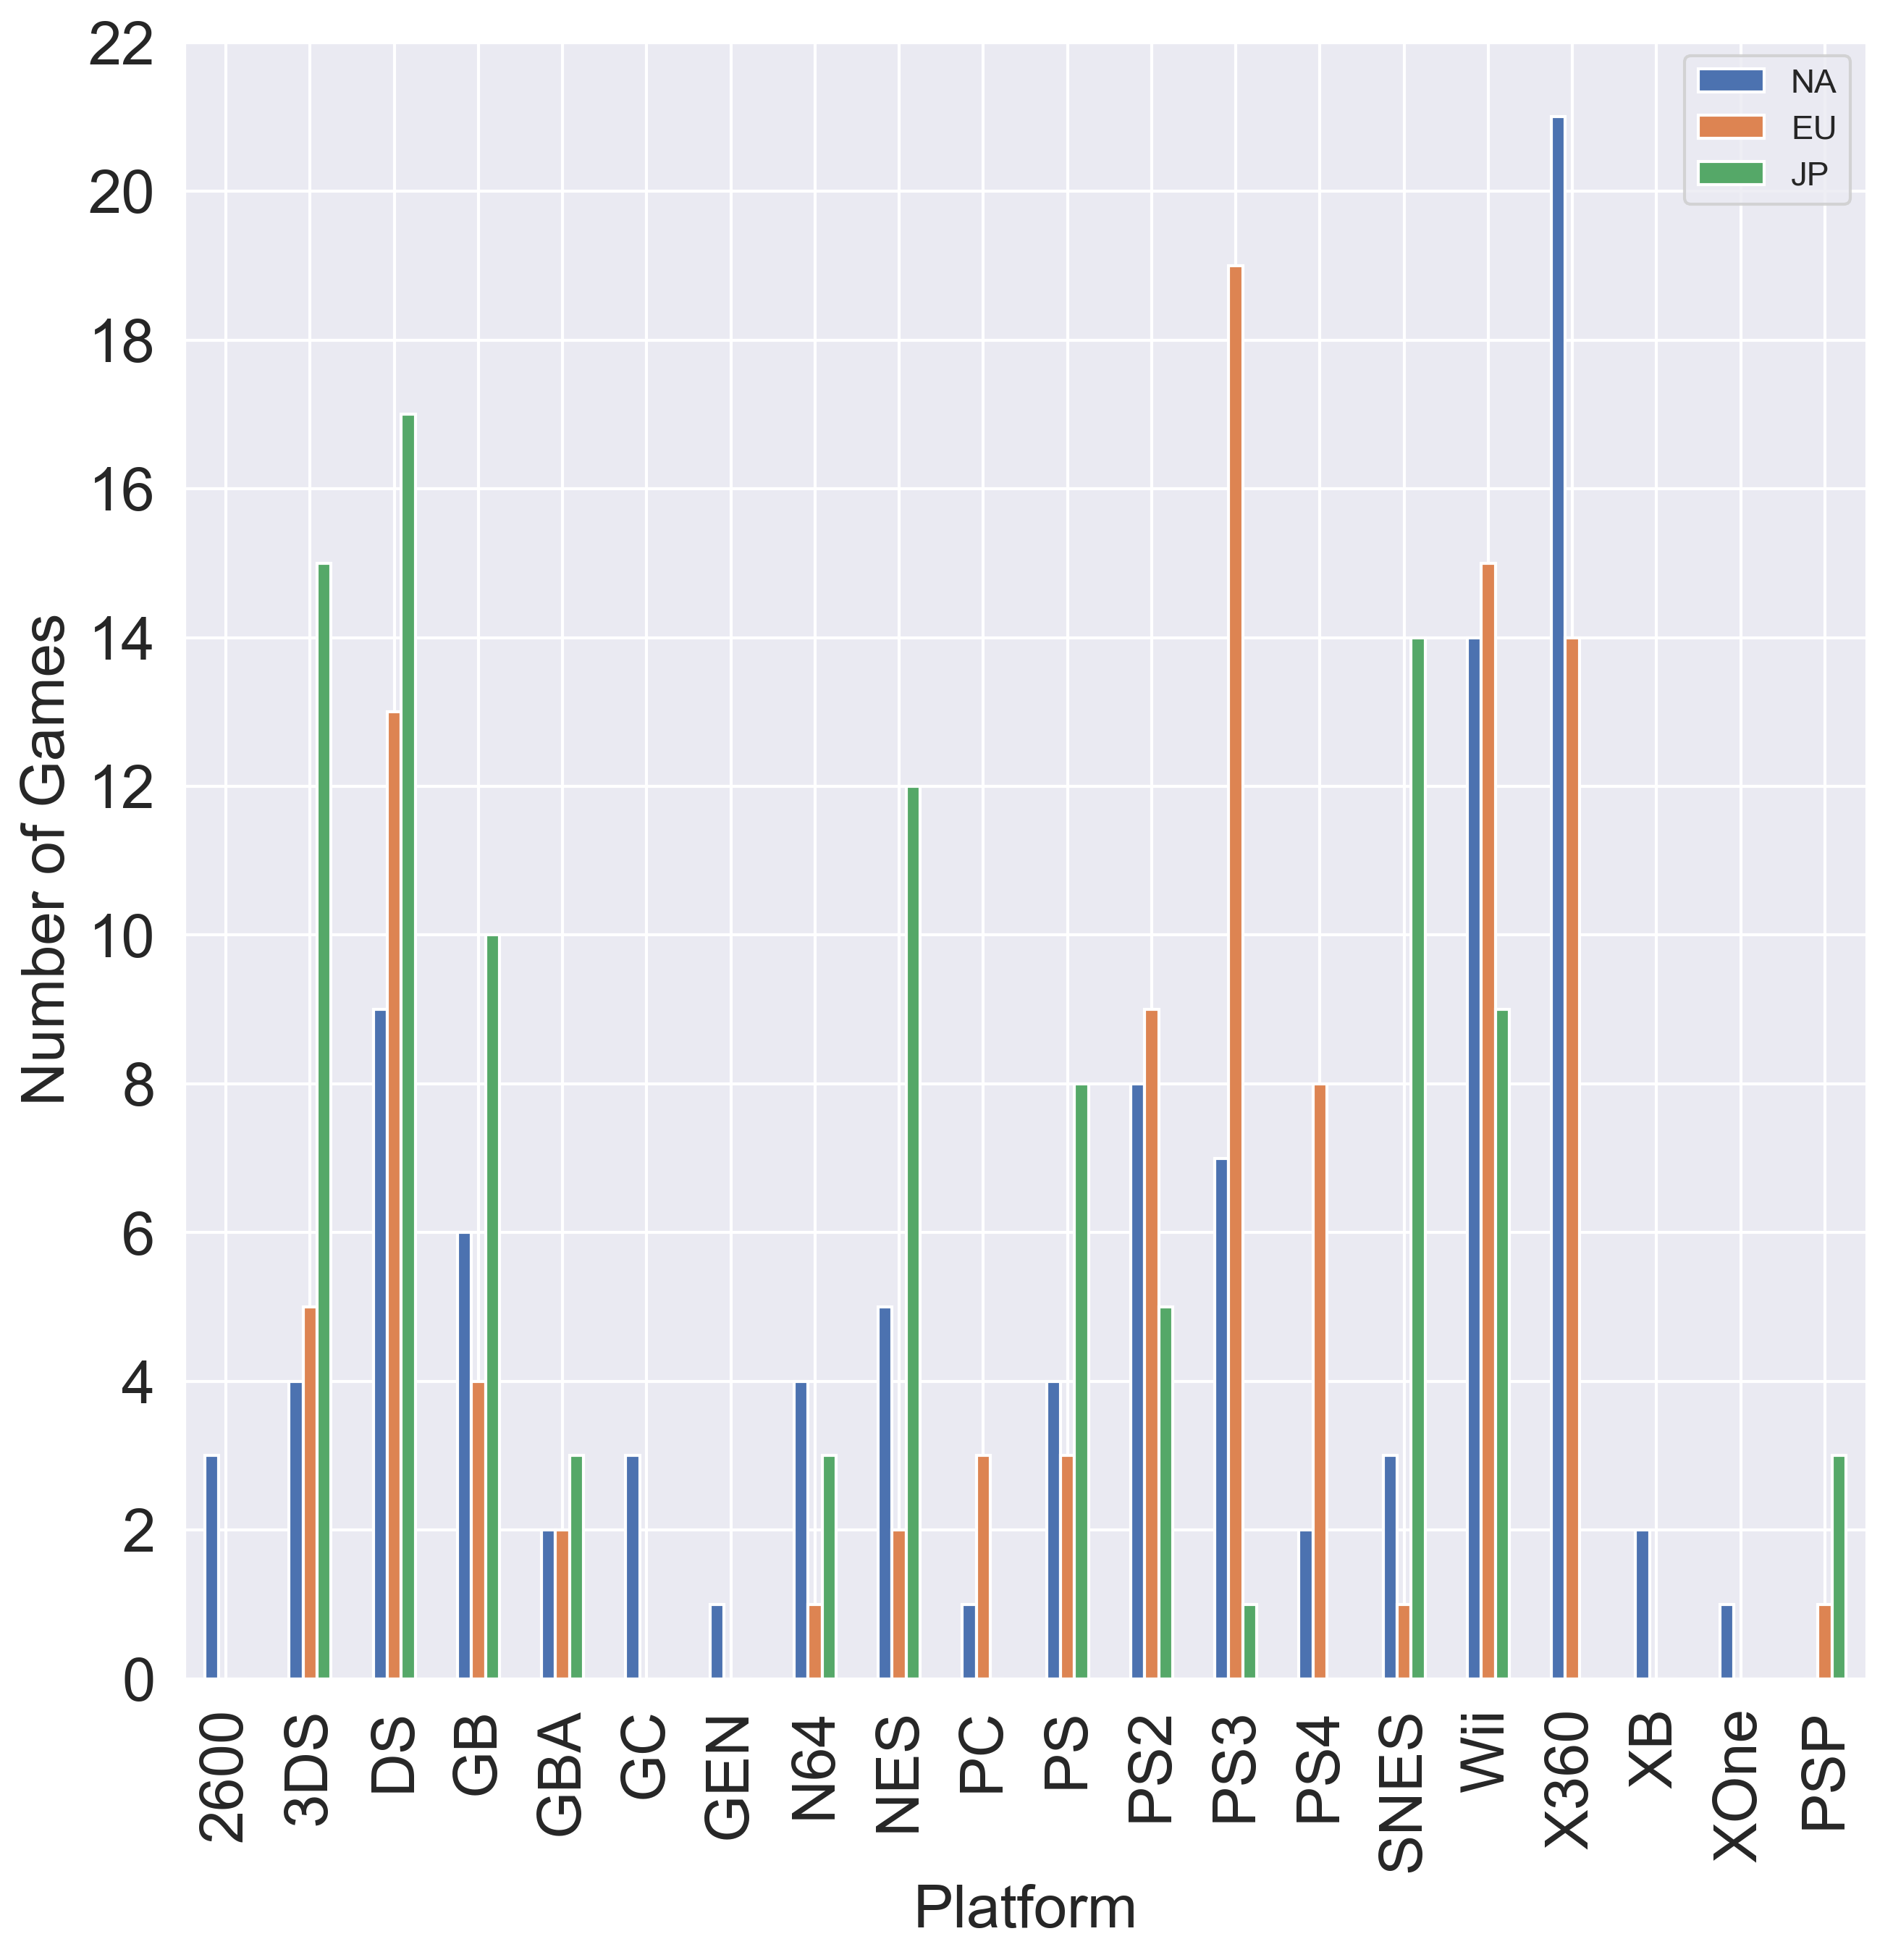 22
20
18
16
14
12
10
8
6
4
2
0
Number of Games
NA
EU
JP
2600
3DS
DS
GB
GBA
GC
GEN
N64
NES
PC
PS
PS2
PS3
PS4
SNES
Wii
X360
XB
XOne
PSP
Platform